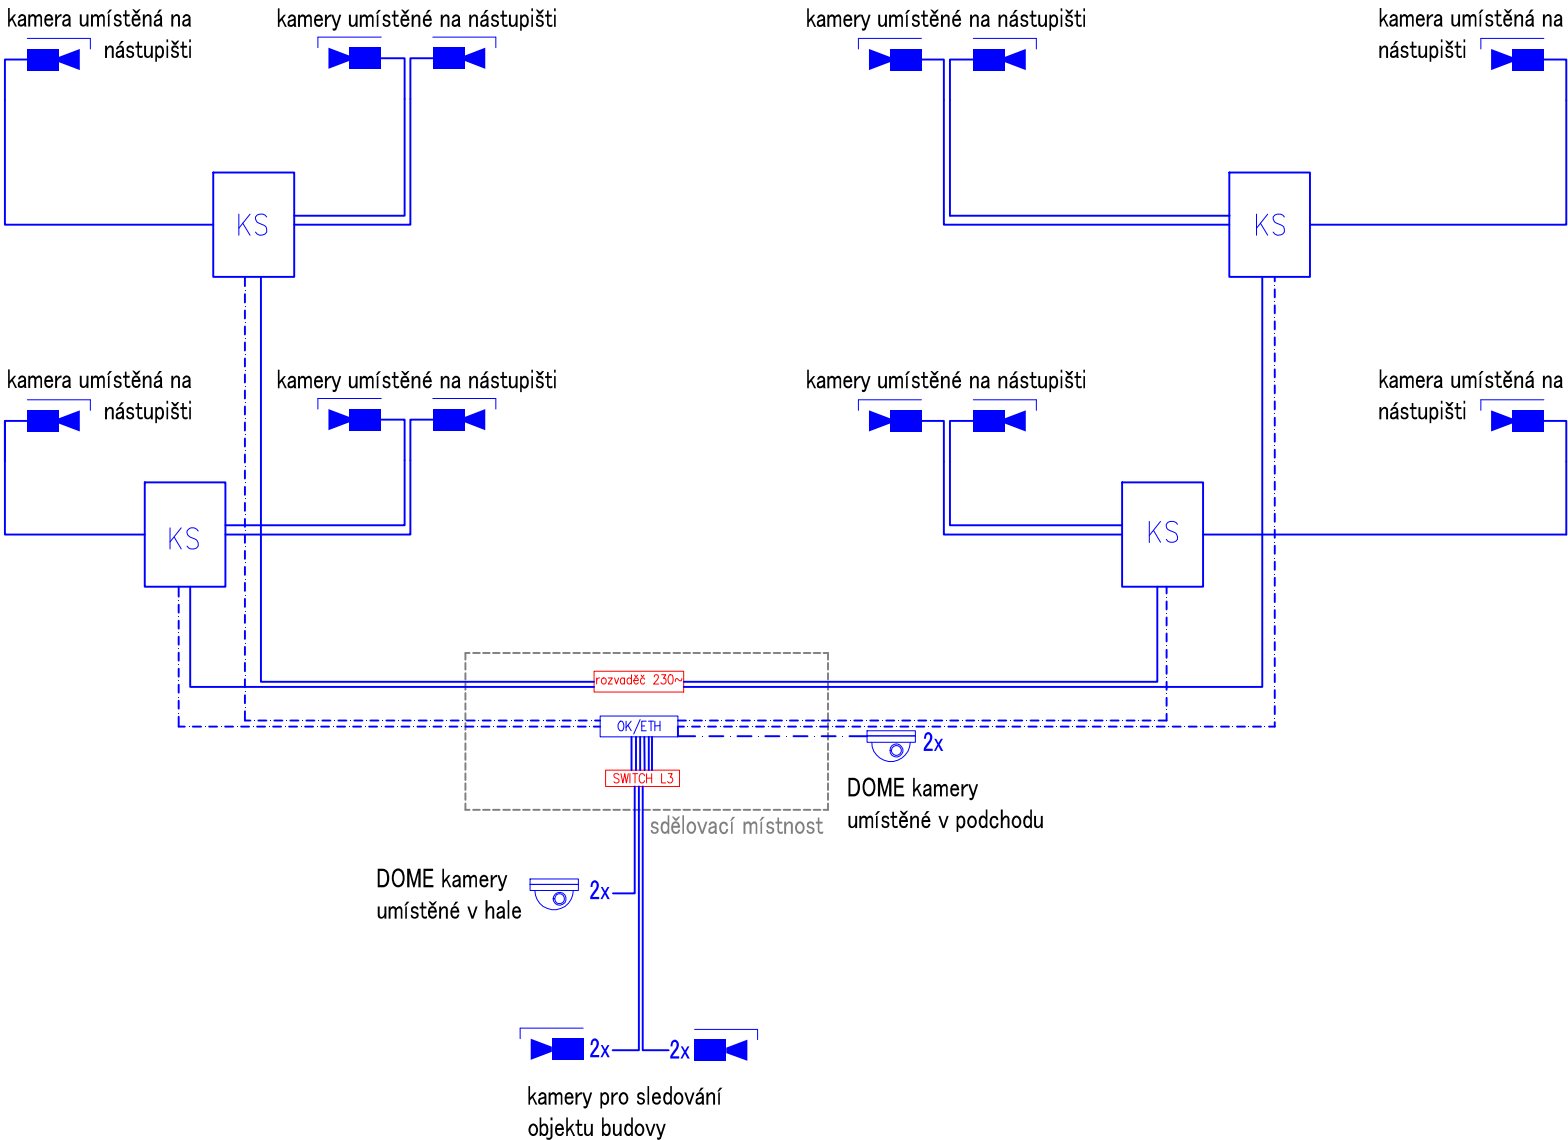 kamera umístěná na
nástupišti
kamery umístěné na nástupišti
kamery umístěné na nástupišti
kamera umístěná na
nástupišti
KS
KS
kamera umístěná na
nástupišti
kamery umístěné na nástupišti
kamery umístěné na nástupišti
kamera umístěná na
nástupišti
KS
KS
rozvaděč 230~
OK/ETH
2x
SWITCH L3
DOME kamery
umístěné v podchodu
sdělovací místnost
DOME kamery
umístěné v hale
2x
2x
2x
kamery pro sledování
objektu budovy